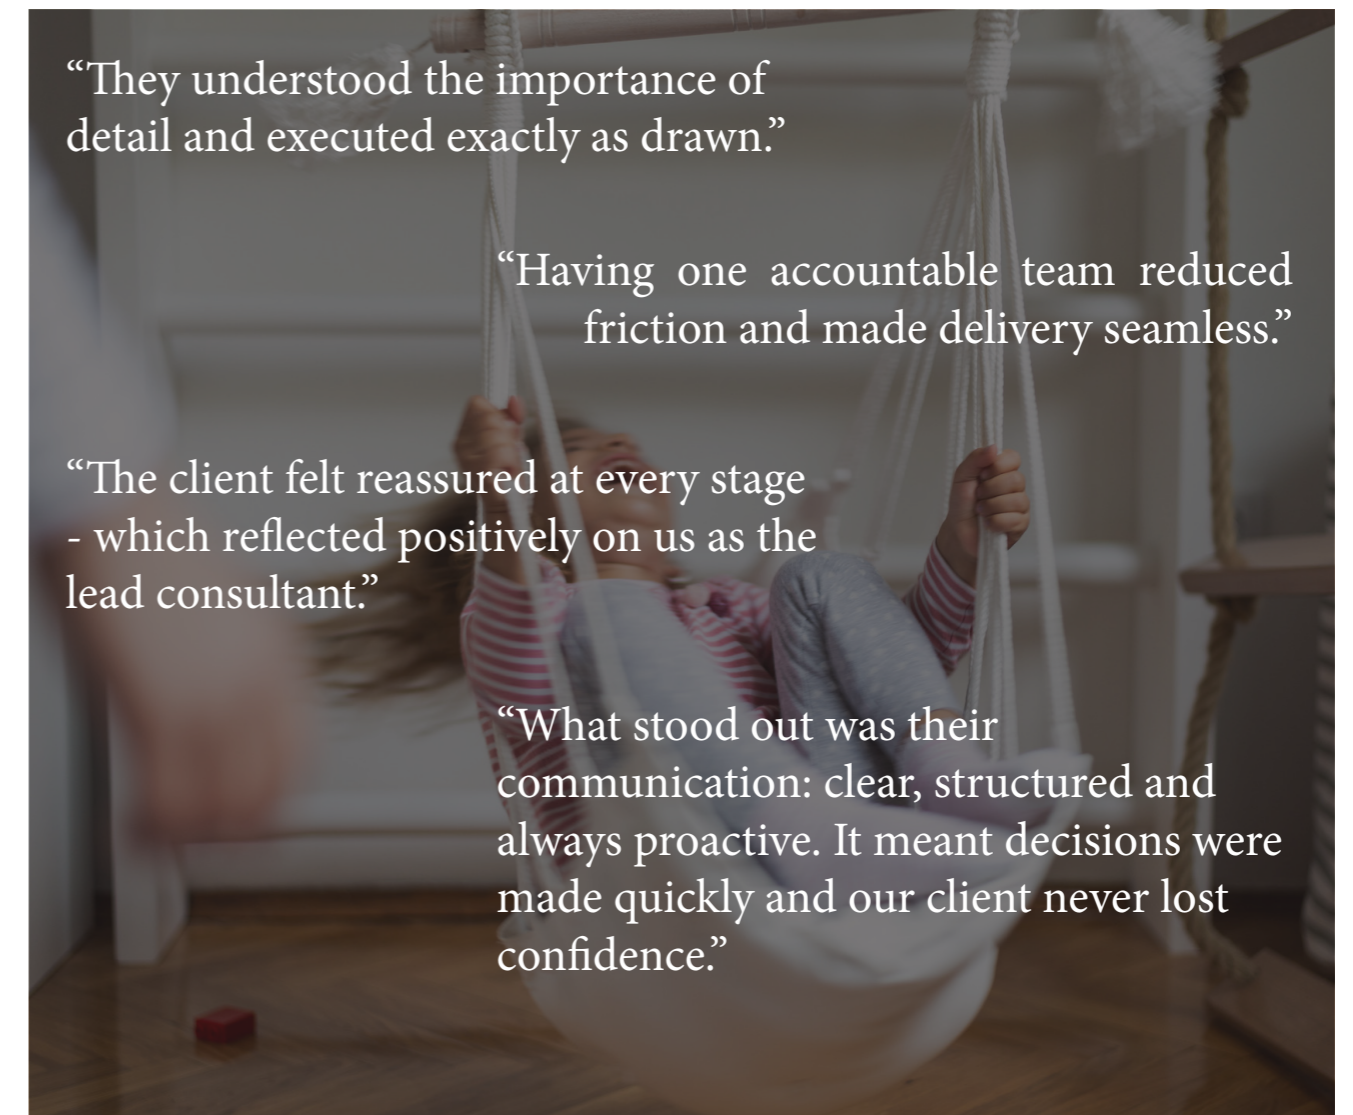 “They understood the importance of
detail and executed exactly as drawn.”
“Having one accountable team reduced
friction and made delivery seamless.”
“The client felt reassured at every stage
- which reflected positively on us as the
lead consultant.”
“What stood out was their
communication: clear, structured and
always proactive. It meant decisions were
made quickly and our client never lost
confidence.”